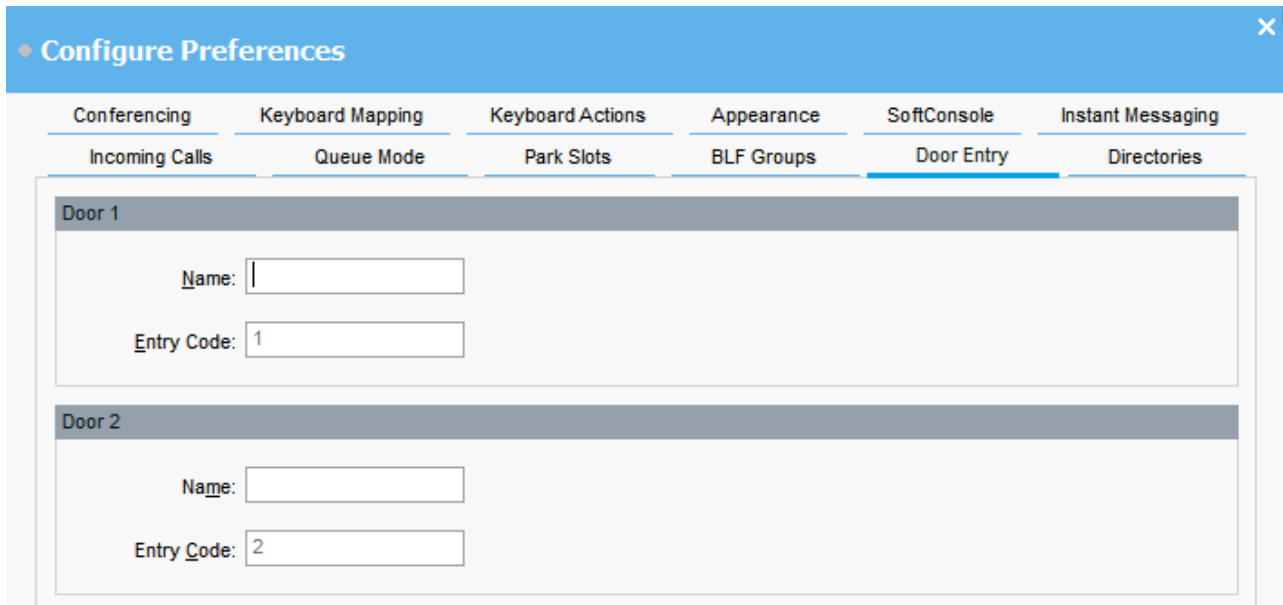 Configure Preferences
Conferencing Keyboard Mapping Keyboard Actions Appearance SoftConsole Instant Messaging
Incoming Calls Queue Mode Park Slots BLF Groups Door Entry Directories
Door 1
Name:
Entry Code: 1
Door 2
Name:
Entry Code: 2